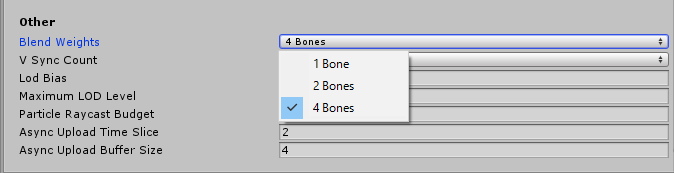 Other
Blend Weights 4 Bones
V Sync Count 1 Bone
Lod Bias 2 Bones
Maximum LOD Level 4 Bones
Particle Raycast Budget
Async Upload Time Slice 2
Async Upload Buffer Size 4